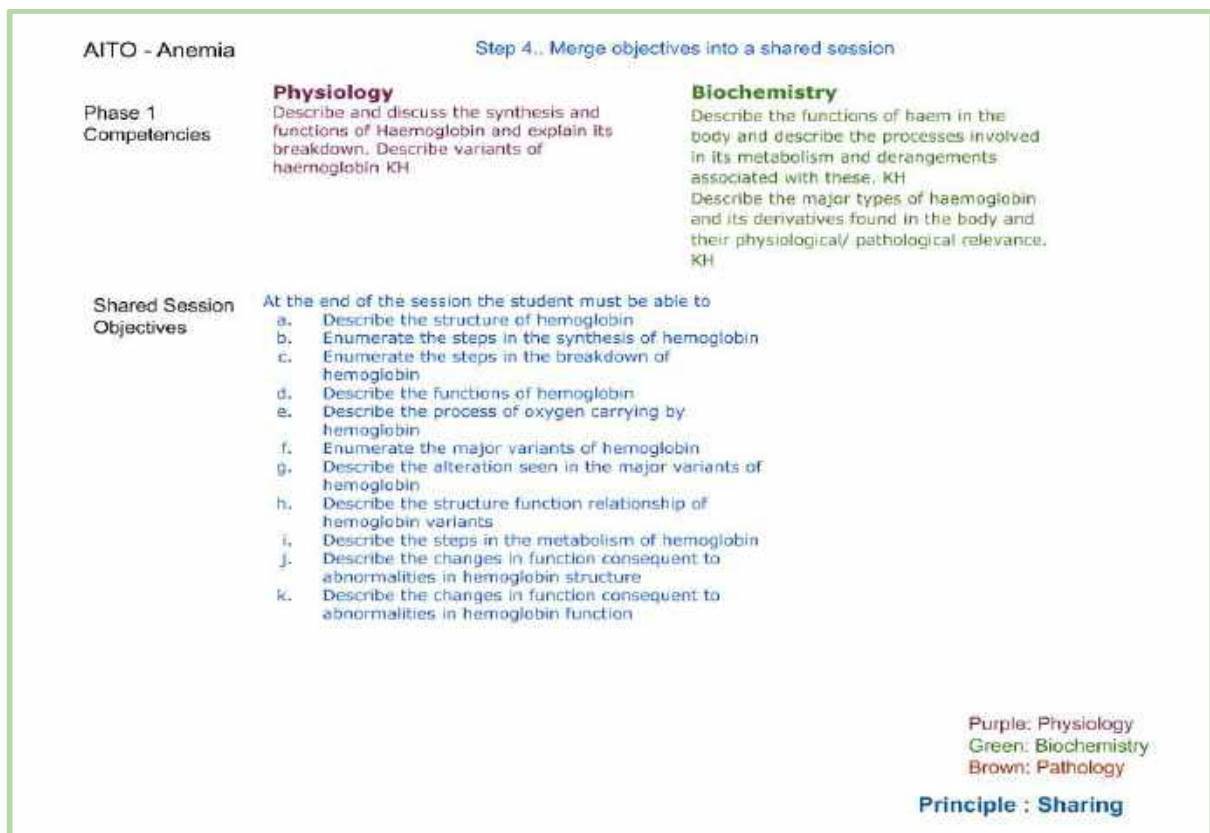 AITO - Anemia
Step 4.. Merge objectives into a shared session
Phase 1
Competencies
Physiology
Describe and discuss the synthesis and
functions of Haemoglobin and explain its
breakdown. Describe variants of
haemoglobin KH
Biochemistry
Describe the functions of haem in the
body and describe the processes involved
in its metabolism and derangements
associated with these. KH
Describe the major types of haemoglobin
and its derivatives found in the body and
their physiological/ pathological relevance.
KH
Shared Session
Objectives
At the end of the session the student must be able to
a. Describe the structure of hemoglobin
b. Enumerate the steps in the synthesis of hemoglobin
c. Enumerate the steps in the breakdown of
hemoglobin
d. Describe the functions of hemoglobin
e. Describe the process of oxygen carrying by
hemoglobin
f. Enumerate the major variants of hemoglobin
g. Describe the alteration seen in the major variants of
hemoglobin
h. Describe the structure function relationship of
hemoglobin variants
i. Describe the steps in the metabolism of hemoglobin
j. Describe the changes in function consequent to
abnormalities in hemoglobin structure
k. Describe the changes in function consequent to
abnormalities in hemoglobin function
Purple: Physiology
Green: Biochemistry
Brown: Pathology
Principle : Sharing